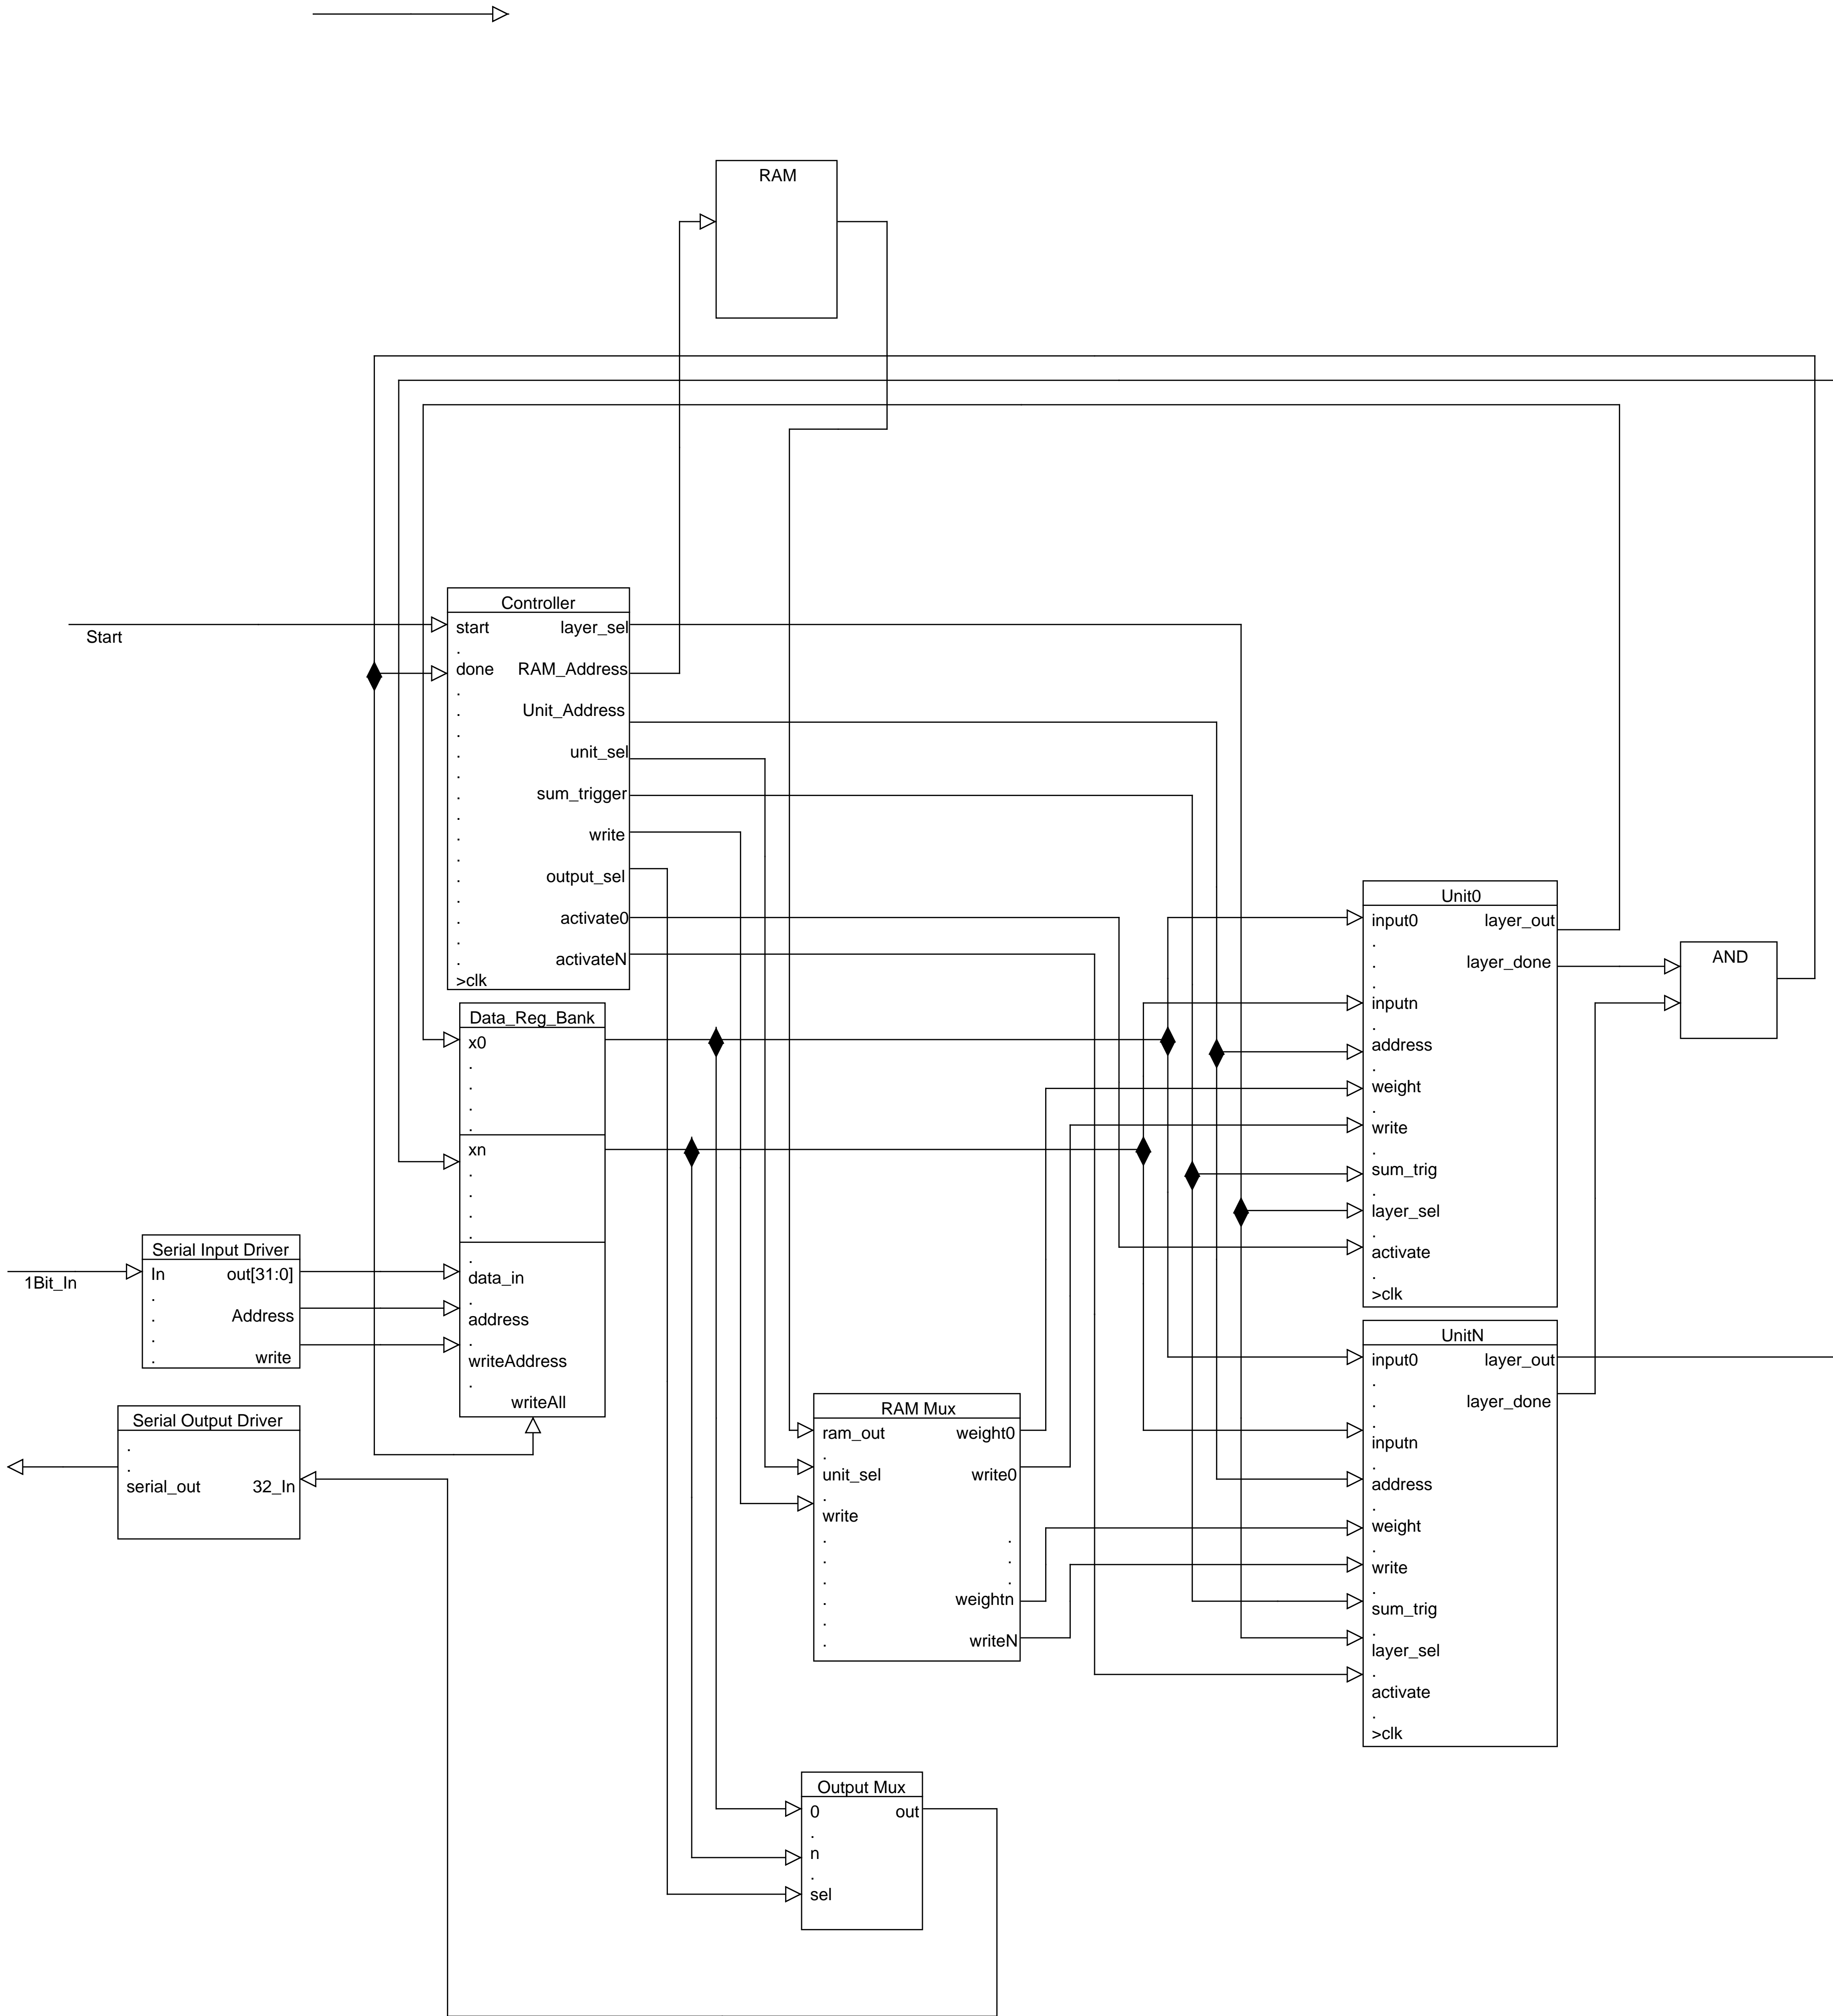 RAM
Controller
start layer_sel
.
done RAM_Address
.
. Unit_Address
.
. unit_sel
.
. sum_trigger
.
. write
.
. output_sel
.
. activate0
.
. activateN
>clk
Start
Data_Reg_Bank
x0
.
.
.
.
xn
.
.
.
.
.
data_in
.
address
.
writeAddress
.
writeAll
Serial Input Driver
In out[31:0]
.
. Address
.
. write
1Bit_In
Serial Output Driver
.
.
serial_out 32_In
RAM Mux
ram_out weight0
.
unit_sel write0
.
write
. .
. .
. .
. weightn
.
. writeN
Output Mux
0 out
.
n
.
sel
Unit0
input0 layer_out
.
. layer_done
.
inputn
.
address
.
weight
.
write
.
sum_trig
.
layer_sel
.
activate
.
>clk
AND
UnitN
input0 layer_out
.
. layer_done
.
inputn
.
address
.
weight
.
write
.
sum_trig
.
layer_sel
.
activate
.
>clk